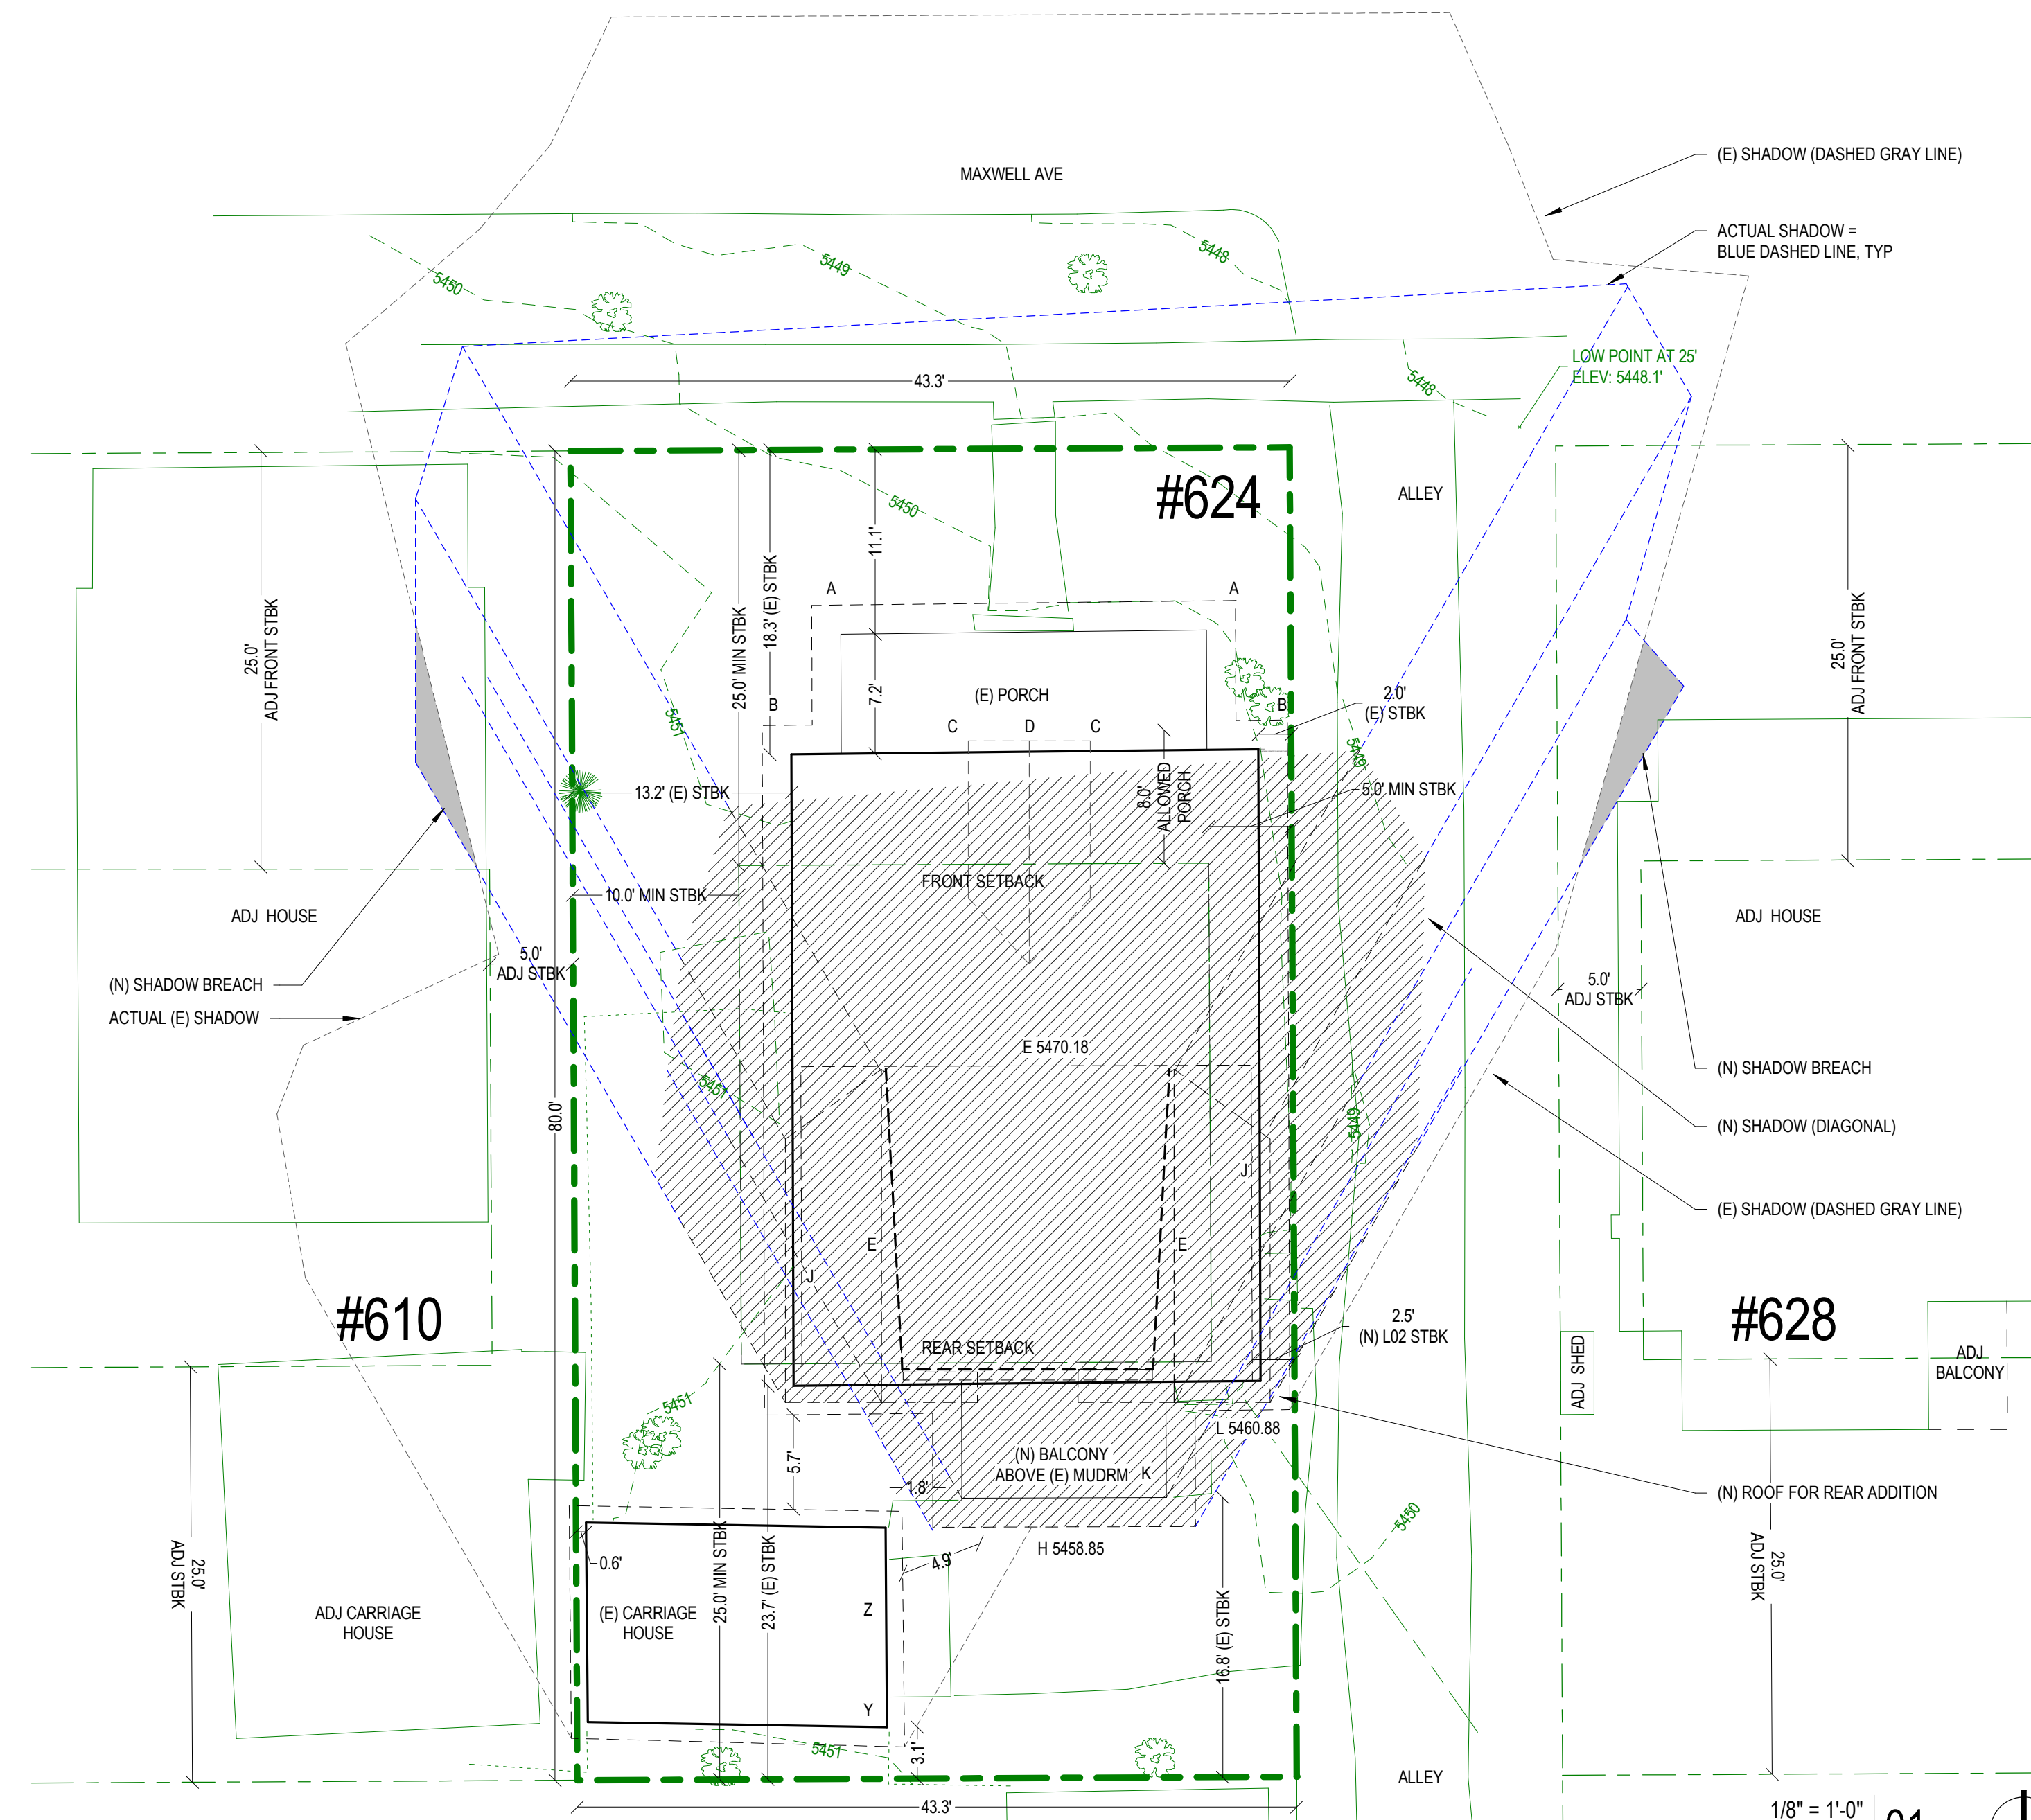 (E) SHADOW (DASHED GRAY LINE)
MAXWELL AVE
ACTUAL SHADOW =
BLUE DASHED LINE, TYP
5450
5449
5448
LOW POINT AT 25'
ELEV: 5448.1'
5448
43.3'
#624
ALLEY
5450
11.1'
18.3' (E) STBK
25.0' MIN STBK
A
A
25.0'
ADJ FRONT STBK
25.0'
ADJ FRONT STBK
7.2'
(E) PORCH
2.0'
(E) STBK
B
B
C
D
C
5451
5449
8.0'
ALLOWED
PORCH
13.2' (E) STBK
5.0' MIN STBK
FRONT SETBACK
10.0' MIN STBK
ADJ HOUSE
ADJ HOUSE
5.0'
ADJ STBK
(N) SHADOW BREACH
ACTUAL (E) SHADOW
5.0'
ADJ STBK
E 5470.18
(N) SHADOW BREACH
5451
80.0'
5449
(N) SHADOW (DIAGONAL)
J
(E) SHADOW (DASHED GRAY LINE)
E
E
J
#610
#628
2.5'
(N) L02 STBK
REAR SETBACK
ADJ SHED
ADJ
BALCONY
5451
L 5460.88
5.7'
(N) BALCONY
ABOVE (E) MUDRM
K
1.8'
(N) ROOF FOR REAR ADDITION
5450
H 5458.85
4.9'
0.6'
25.0'
ADJ STBK
25.0' MIN STBK
23.7' (E) STBK
25.0'
ADJ STBK
ADJ CARRIAGE
HOUSE
(E) CARRIAGE
HOUSE
Z
16.8' (E) STBK
Y
5451
3.1'
ALLEY
43.3'
1/8" = 1'-0"